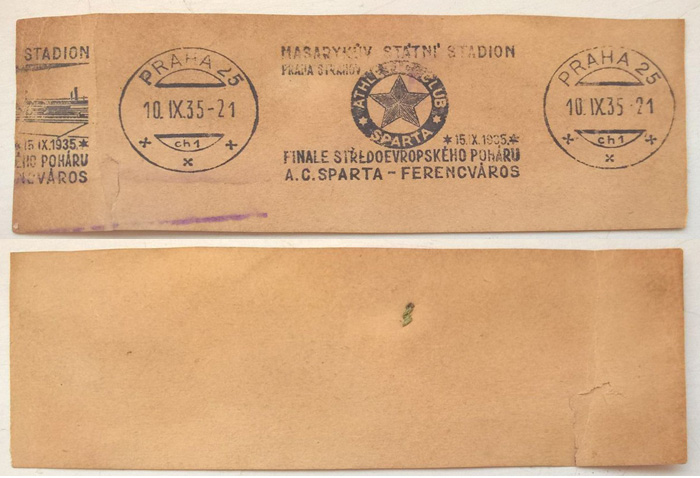 STADION
15.IX.1935.
ÉHO POHÁRU
NCVÁROS
PRAHA 25
10.IX.35-21
ch1
MASARYKŮV STÁTNÍ STADION
PRAHA STRAHOV
ATHLETIC CLUB
SPARTA
15.IX.1935.
FINALE STŘEDOEVROPSKÉHO POHÁRU
A.C. SPARTA - FERENCVÁROS
PRAHA 25
10.IX.35-21
ch1